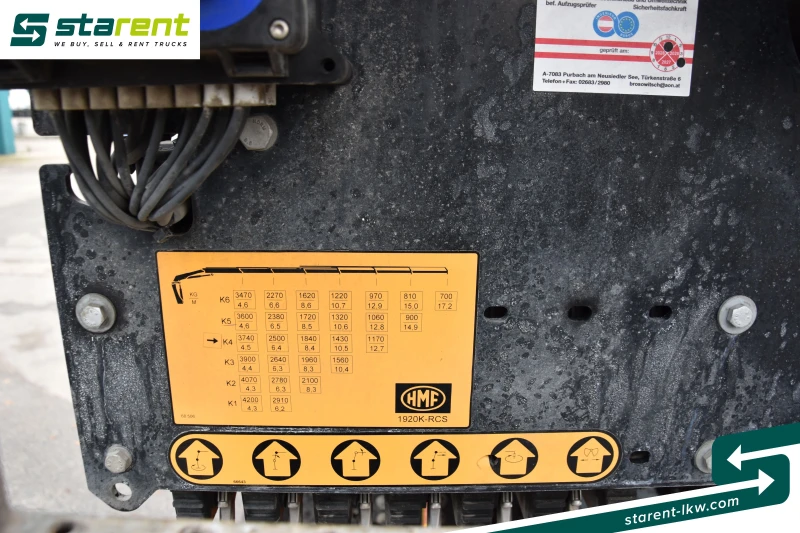 starent
WE BUY, SELL & RENT TRUCKS
bef. Aufzugsprüfer Sicherheitsfachkraft
geprüft am:
A-7083 Purbach am Neusiedler See, Türkenstraße 6
Telefon+Fax: 02683/2960 broscwitsch@aon.at
KG
M
K6 3470 2270 1620 1220 970 810 700
4,6 6,6 8,6 10,7 12,9 15,0 17,2
K5 3600 2380 1720 1320 1060 900
4,6 6,5 8,5 10,6 12,8 14,9
K4 3740 2500 1840 1430 1170
4,5 6,4 8,4 10,5 12,7
K3 3900 2640 1960 1560
4,4 6,3 8,3 10,4
K2 4070 2780 2100
4,3 6,3 8,3
K1 4200 2910
4,3 6,2
HMF
1920K-RCS
starent-lkw.com